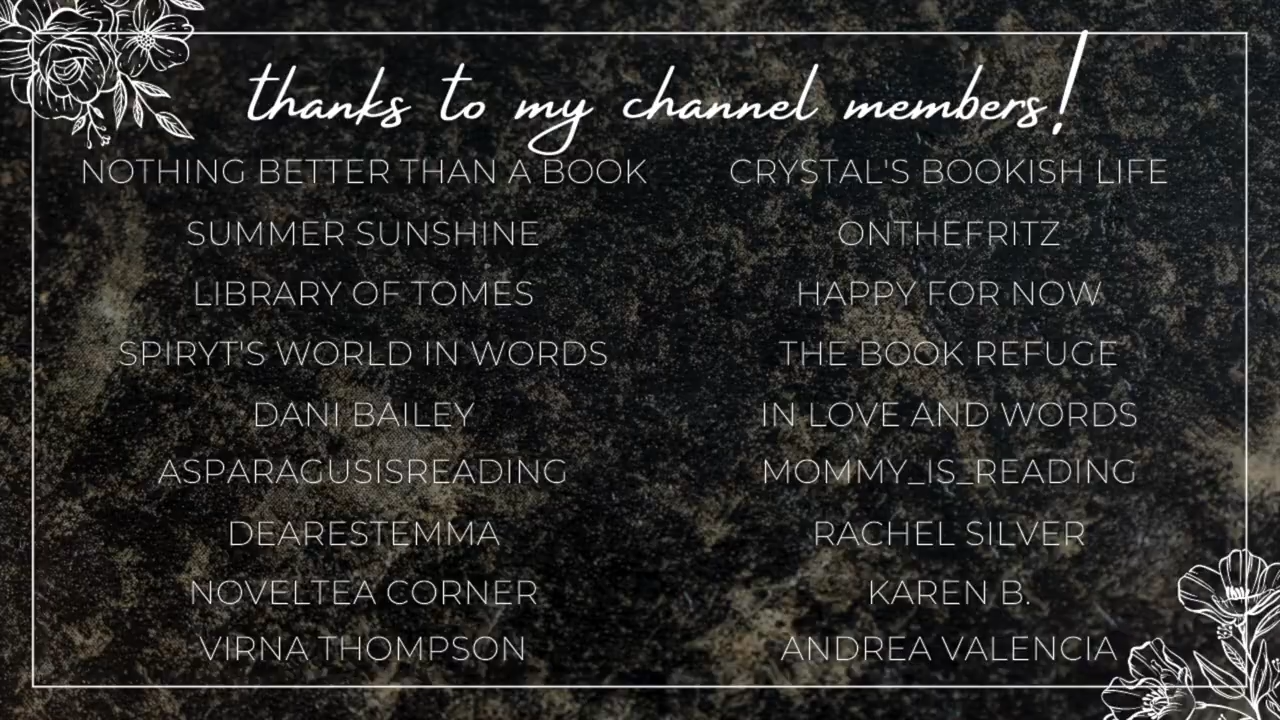 thanks to my channel members!
NOTHING BETTER THAN A BOOK
CRYSTAL'S BOOKISH LIFE
SUMMER SUNSHINE
ONTHEFRITZ
LIBRARY OF TOMES
HAPPY FOR NOW
SPIRYT'S WORLD IN WORDS
THE BOOK REFUGE
DANI BAILEY
IN LOVE AND WORDS
ASPARAGUSISREADING
MOMMY_IS_READING
DEARESTEMMA
RACHEL SILVER
NOVELTEA CORNER
KAREN B.
VIRNA THOMPSON
ANDREA VALENCIA